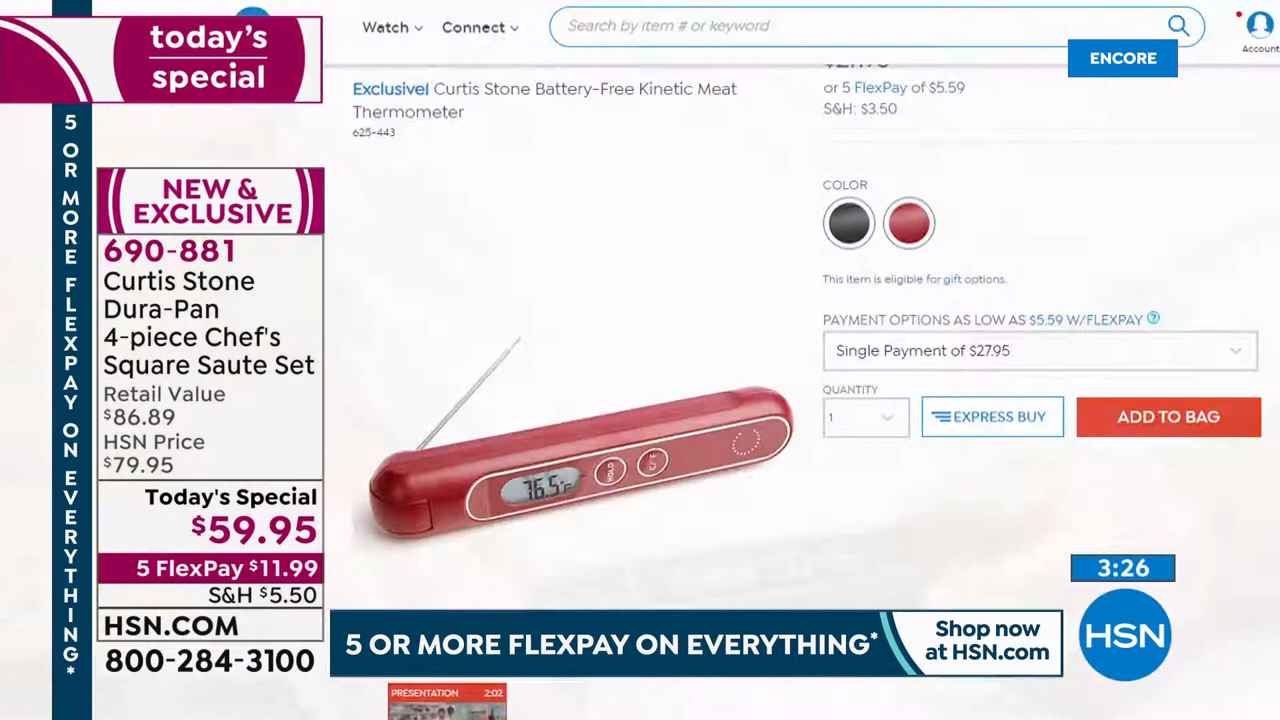 today's
special
5 OR MORE FLEXPAY ON EVERYTHING*
NEW &
EXCLUSIVE
690-881
Curtis Stone
Dura-Pan
4-piece Chef's
Square Saute Set
Retail Value
$86.89
HSN Price
$79.95
Today's Special
$59.95
5 FlexPay $11.99
S&H $5.50
HSN.COM
800-284-3100
Watch
Connect
Search by item # or keyword
Account
ENCORE
Exclusive! Curtis Stone Battery-Free Kinetic Meat
Thermometer
625-443
or 5 FlexPay of $5.59
S&H: $3.50
COLOR
This item is eligible for gift options.
PAYMENT OPTIONS AS LOW AS $5.59 W/FLEXPAY ?
Single Payment of $27.95
QUANTITY
1
EXPRESS BUY
ADD TO BAG
76.5°F
HOLD
C/F
3:26
HSN
5 OR MORE FLEXPAY ON EVERYTHING*
Shop now
at HSN.com
PRESENTATION 2:02